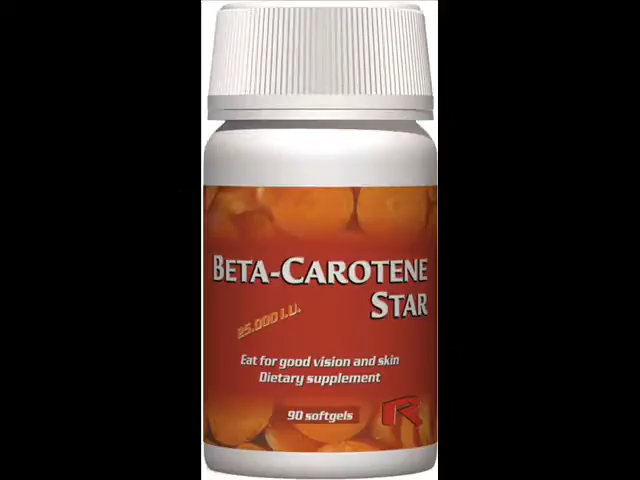 BETA-CAROTENE
STAR
25.000 I.U.
Eat for good vision and skin
Dietary supplement
90 softgels
R